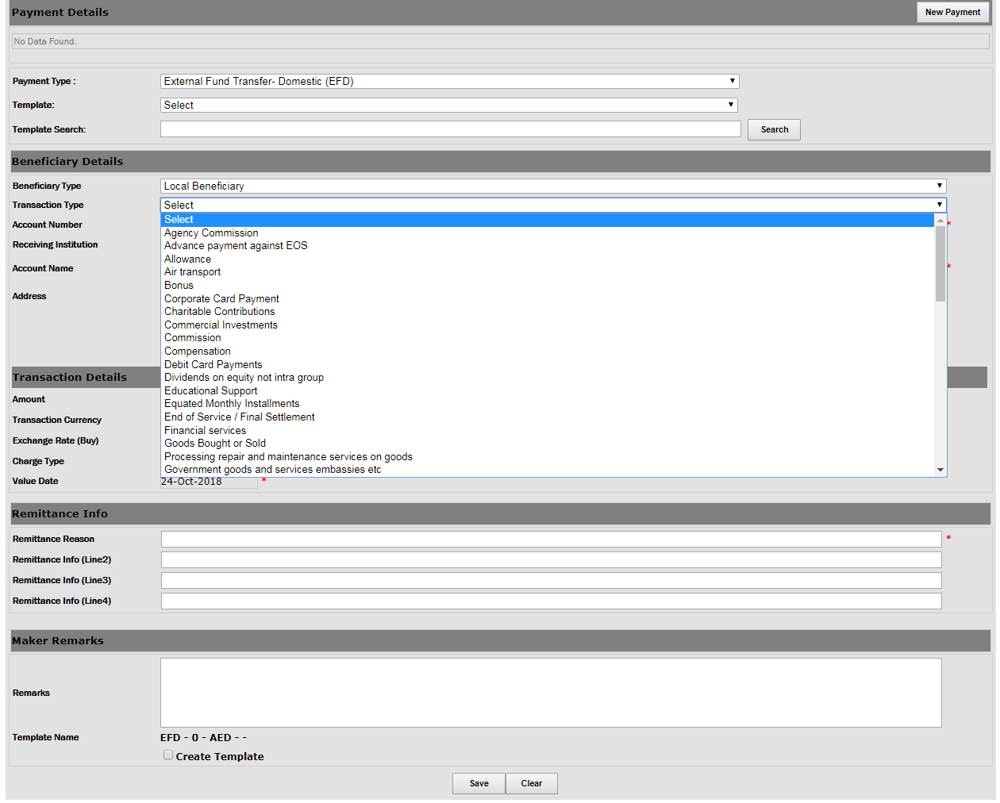 Payment Details
New Payment
No Data Found.
Payment Type :
External Fund Transfer- Domestic (EFD)
Template:
Select
Template Search:
Search
Beneficiary Details
Beneficiary Type
Local Beneficiary
Transaction Type
Select
Account Number
*
Receiving Institution
Account Name
*
Address
Select
Agency Commission
Advance payment against EOS
Allowance
Air transport
Bonus
Corporate Card Payment
Charitable Contributions
Commercial Investments
Commission
Compensation
Debit Card Payments
Dividends on equity not intra group
Educational Support
Equated Monthly Installments
End of Service / Final Settlement
Financial services
Goods Bought or Sold
Processing repair and maintenance services on goods
Government goods and services embassies etc
Transaction Details
Amount
Transaction Currency
Exchange Rate (Buy)
Charge Type
Value Date
24-Oct-2018 *
Remittance Info
Remittance Reason
*
Remittance Info (Line2)
Remittance Info (Line3)
Remittance Info (Line4)
Maker Remarks
Remarks
Template Name
EFD - 0 - AED - -
Create Template
Save
Clear